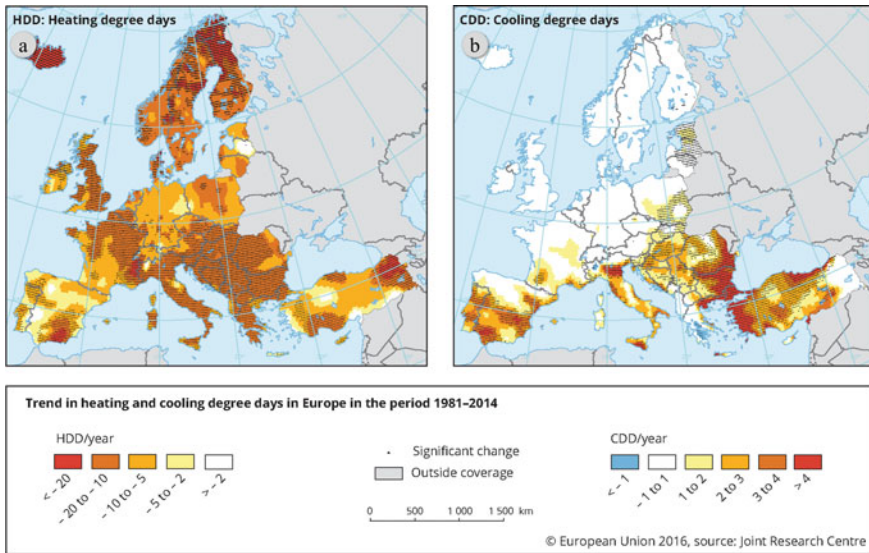 HDD: Heating degree days
a
CDD: Cooling degree days
b
Trend in heating and cooling degree days in Europe in the period 1981–2014
HDD/year
< – 20
– 20 to – 10
– 10 to – 5
– 5 to – 2
> – 2
Significant change
Outside coverage
0 500 1 000 1 500 km
CDD/year
< – 1
– 1 to 1
1 to 2
2 to 3
3 to 4
> 4
© European Union 2016, source: Joint Research Centre